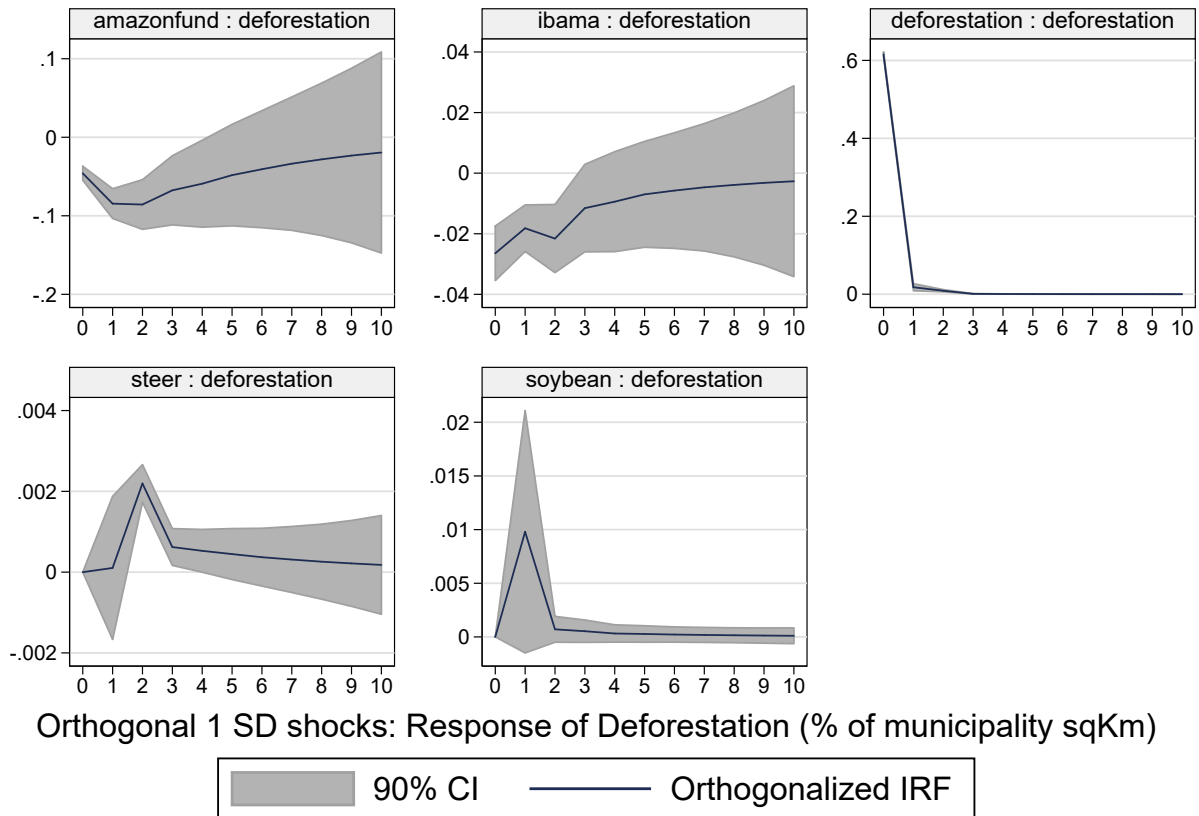 amazonfund : deforestation
.1
0
-.1
-.2
0 1 2 3 4 5 6 7 8 9 10
ibama : Deforestation
.04
.02
0
-.02
-.04
0 1 2 3 4 5 6 7 8 9 10
deforestation : deforestation
.6
.4
.2
0
0 1 2 3 4 5 6 7 8 9 10
steer : deforestation
.004
.002
0
-.002
0 1 2 3 4 5 6 7 8 9 10
soybean : deforestation
.02
.015
.01
.005
0
0 1 2 3 4 5 6 7 8 9 10
Orthogonal 1 SD shocks: Response of Deforestation (% of municipality sqKm)
90% CI Orthogonalized IRF